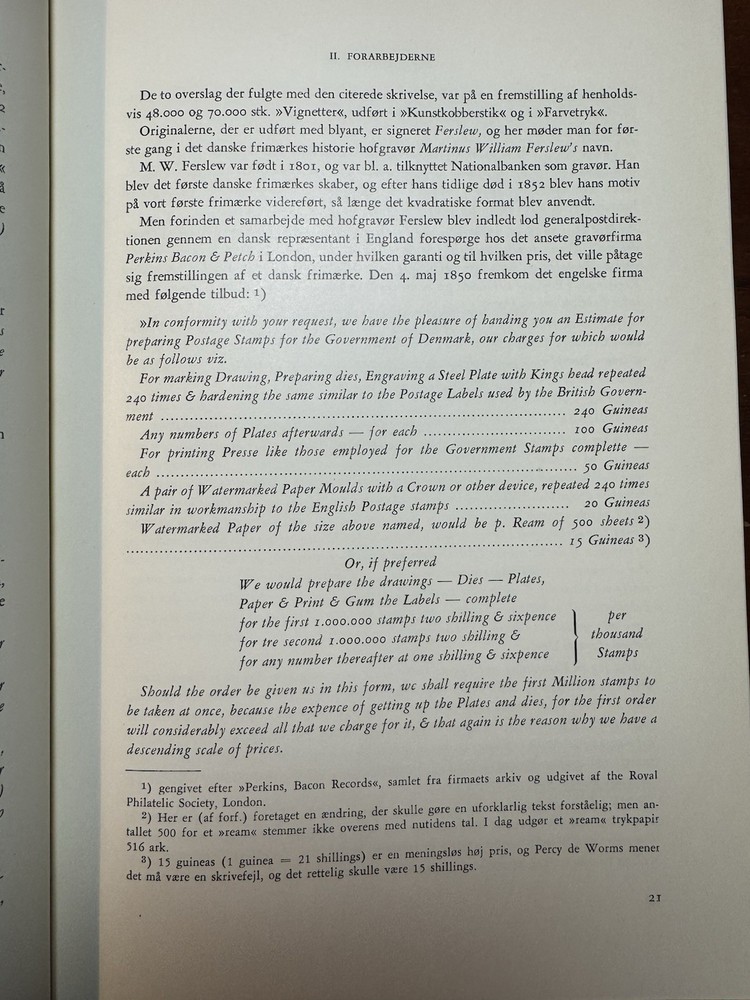 II. FORARBEJDERNE
De to overslag der fulgte med den citerede skrivelse, var på en fremstilling af henholds-
vis 48.000 og 70.000 stk. »Vignetter«, udført i »Kunstkobberstik« og i »Farvetryk«.
Originalerne, der er udført med blyant, er signeret Ferslew, og her møder man for før-
ste gang i det danske frimærkes historie hofgravør Martinus William Ferslew's navn.
M. W. Ferslew var født i 1801, og var bl. a. tilknyttet Nationalbanken som gravør. Han
blev det første danske frimærkes skaber, og efter hans tidlige død i 1852 blev hans motiv
på vort første frimærke videreført, så længe det kvadratiske format blev anvendt.
Men forinden et samarbejde med hofgravør Ferslew blev indledt lod generalpostdirek-
tionen gennem en dansk repræsentant i England forespørge hos det ansete gravørfirma
Perkins Bacon & Petch i London, under hvilken garanti og til hvilken pris, det ville påtage
sig fremstillingen af et dansk frimærke. Den 4. maj 1850 fremkom det engelske firma
med følgende tilbud: ¹)
»In conformity with your request, we have the pleasure of handing you an Estimate for
preparing Postage Stamps for the Government of Denmark, our charges for which would
be as follows viz.
For marking Drawing, Preparing dies, Engraving a Steel Plate with Kings head repeated
240 times & hardening the same similar to the Postage Labels used by the British Govern-
ment ................................................................ 240 Guineas
Any numbers of Plates afterwards — for each ...................... 100 Guineas
For printing Presse like those employed for the Government Stamps complette —
each .................................................................. 50 Guineas
A pair of Watermarked Paper Moulds with a Crown or other device, repeated 240 times
similar in workmanship to the English Postage stamps .................. 20 Guineas
Watermarked Paper of the size above named, would be p. Ream of 500 sheets ²)
...................................................................... 15 Guineas ³)
Or, if preferred
We would prepare the drawings — Dies — Plates,
Paper & Print & Gum the Labels — complete
for the first 1.000.000 stamps two shilling & sixpence } per
for tre second 1.000.000 stamps two shilling & } thousand
for any number thereafter at one shilling & sixpence } Stamps
Should the order be given us in this form, we shall require the first Million stamps to
be taken at once, because the expence of getting up the Plates and dies, for the first order
will considerably exceed all that we charge for it, & that again is the reason why we have a
descending scale of prices.
¹) gengivet efter »Perkins, Bacon Records«, samlet fra firmaets arkiv og udgivet af the Royal
Philatelic Society, London.
²) Her er (af forf.) foretaget en ændring, der skulle gøre en uforklarlig tekst forståelig; men an-
tallet 500 for et »ream« stemmer ikke overens med nutidens tal. I dag udgør et »ream« trykpapir
516 ark.
³) 15 guineas (1 guinea = 21 shillings) er en meningsløs høj pris, og Percy de Worms mener
det må være en skrivefejl, og det rettelig skulle være 15 shillings.
21